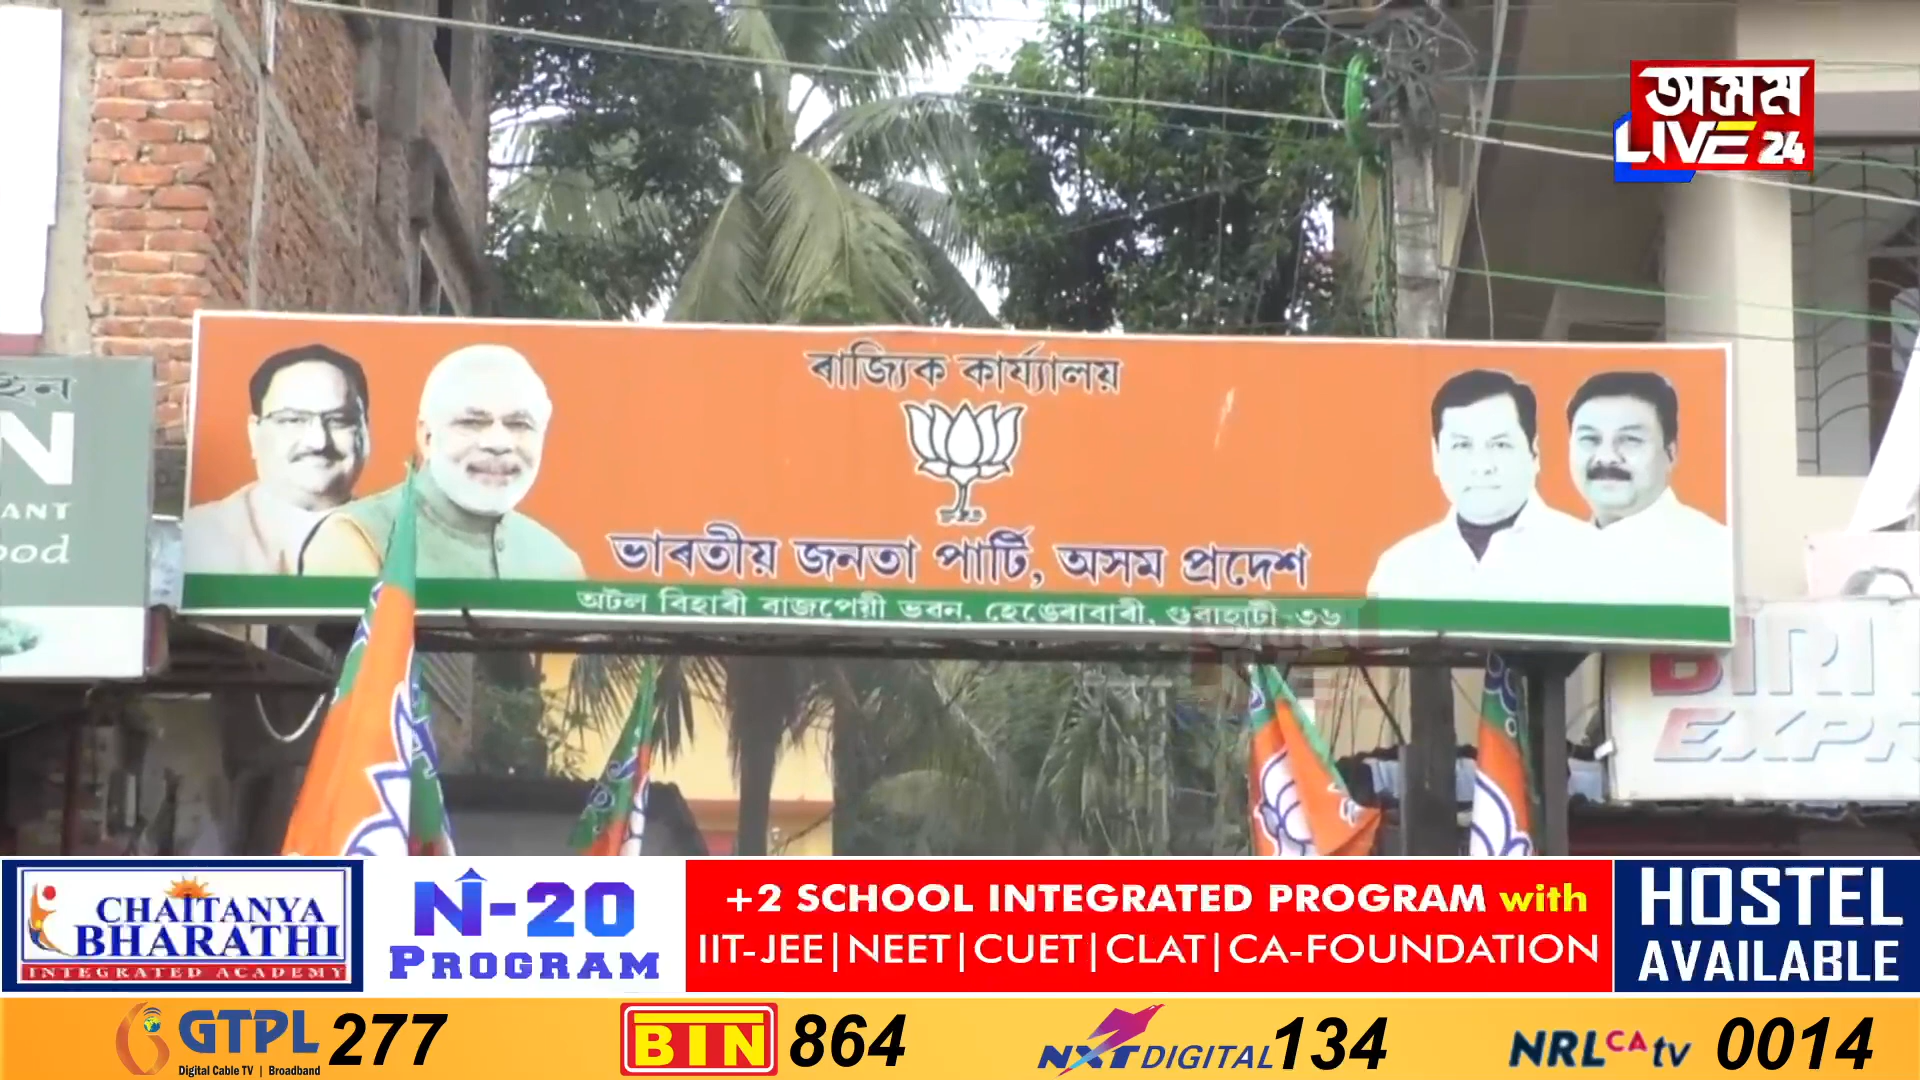 অসম
LIVE 24
ৰাজ্যিক কাৰ্য্যালয়
ভাৰতীয় জনতা পাৰ্টি, অসম প্ৰদেশ
অটল বিহাৰী বাজপেয়ী ভৱন, হেঙেৰাবাৰী, গুৱাহাটী-৩৬
N
ANT
ood
BIRI
EXPR
CHAITANYA
BHARATHI
INTEGRATED ACADEMY
N-20
PROGRAM
+2 SCHOOL INTEGRATED PROGRAM with
IIT-JEE|NEET|CUET|CLAT|CA-FOUNDATION
HOSTEL
AVAILABLE
GTPL 277
Digital Cable TV | Broadband
BTN 864
NXT DIGITAL 134
NRL CA tv 0014